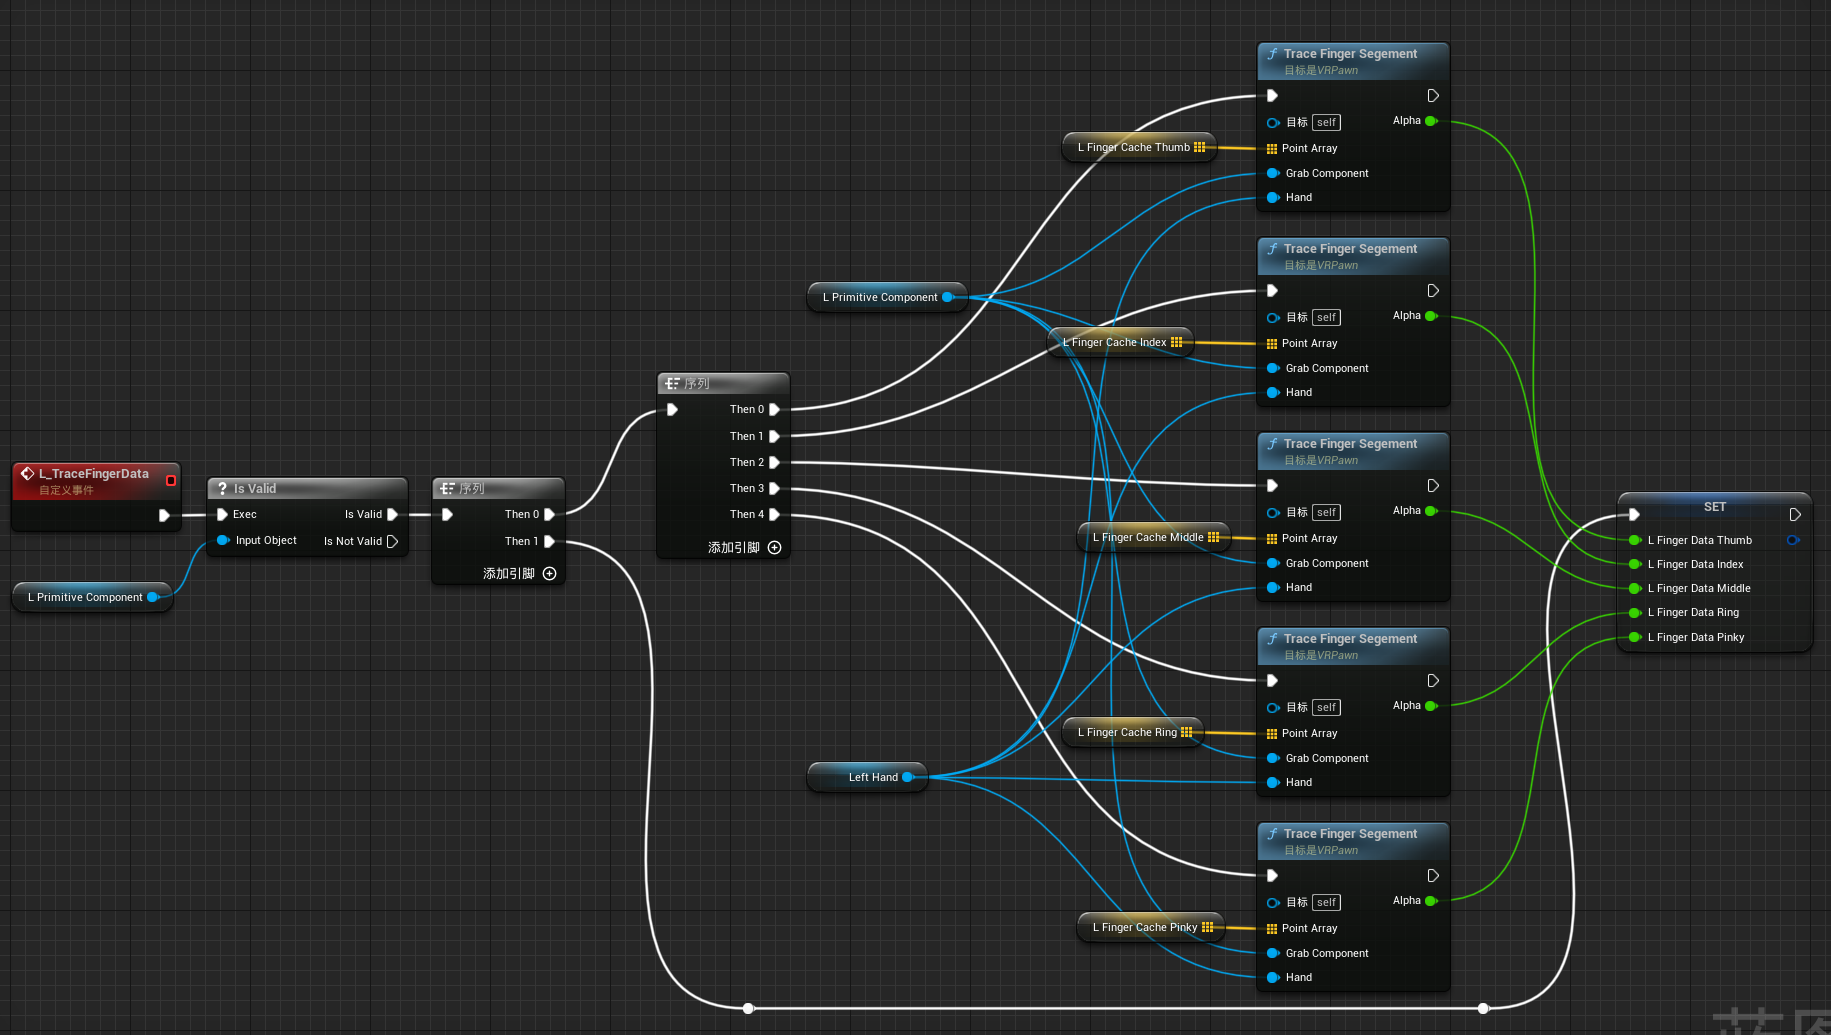 L_TraceFingerData
自定义事件
L Primitive Component
Is Valid
Exec
Is Valid
Input Object
Is Not Valid
序列
Then 0
Then 1
添加引脚
序列
Then 0
Then 1
Then 2
Then 3
Then 4
添加引脚
L Primitive Component
Left Hand
L Finger Cache Thumb
Trace Finger Segement
目标是VRPawn
目标 self
Alpha
Point Array
Grab Component
Hand
L Finger Cache Index
Trace Finger Segement
目标是VRPawn
目标 self
Alpha
Point Array
Grab Component
Hand
L Finger Cache Middle
Trace Finger Segement
目标是VRPawn
目标 self
Alpha
Point Array
Grab Component
Hand
L Finger Cache Ring
Trace Finger Segement
目标是VRPawn
目标 self
Alpha
Point Array
Grab Component
Hand
L Finger Cache Pinky
Trace Finger Segement
目标是VRPawn
目标 self
Alpha
Point Array
Grab Component
Hand
SET
L Finger Data Thumb
L Finger Data Index
L Finger Data Middle
L Finger Data Ring
L Finger Data Pinky